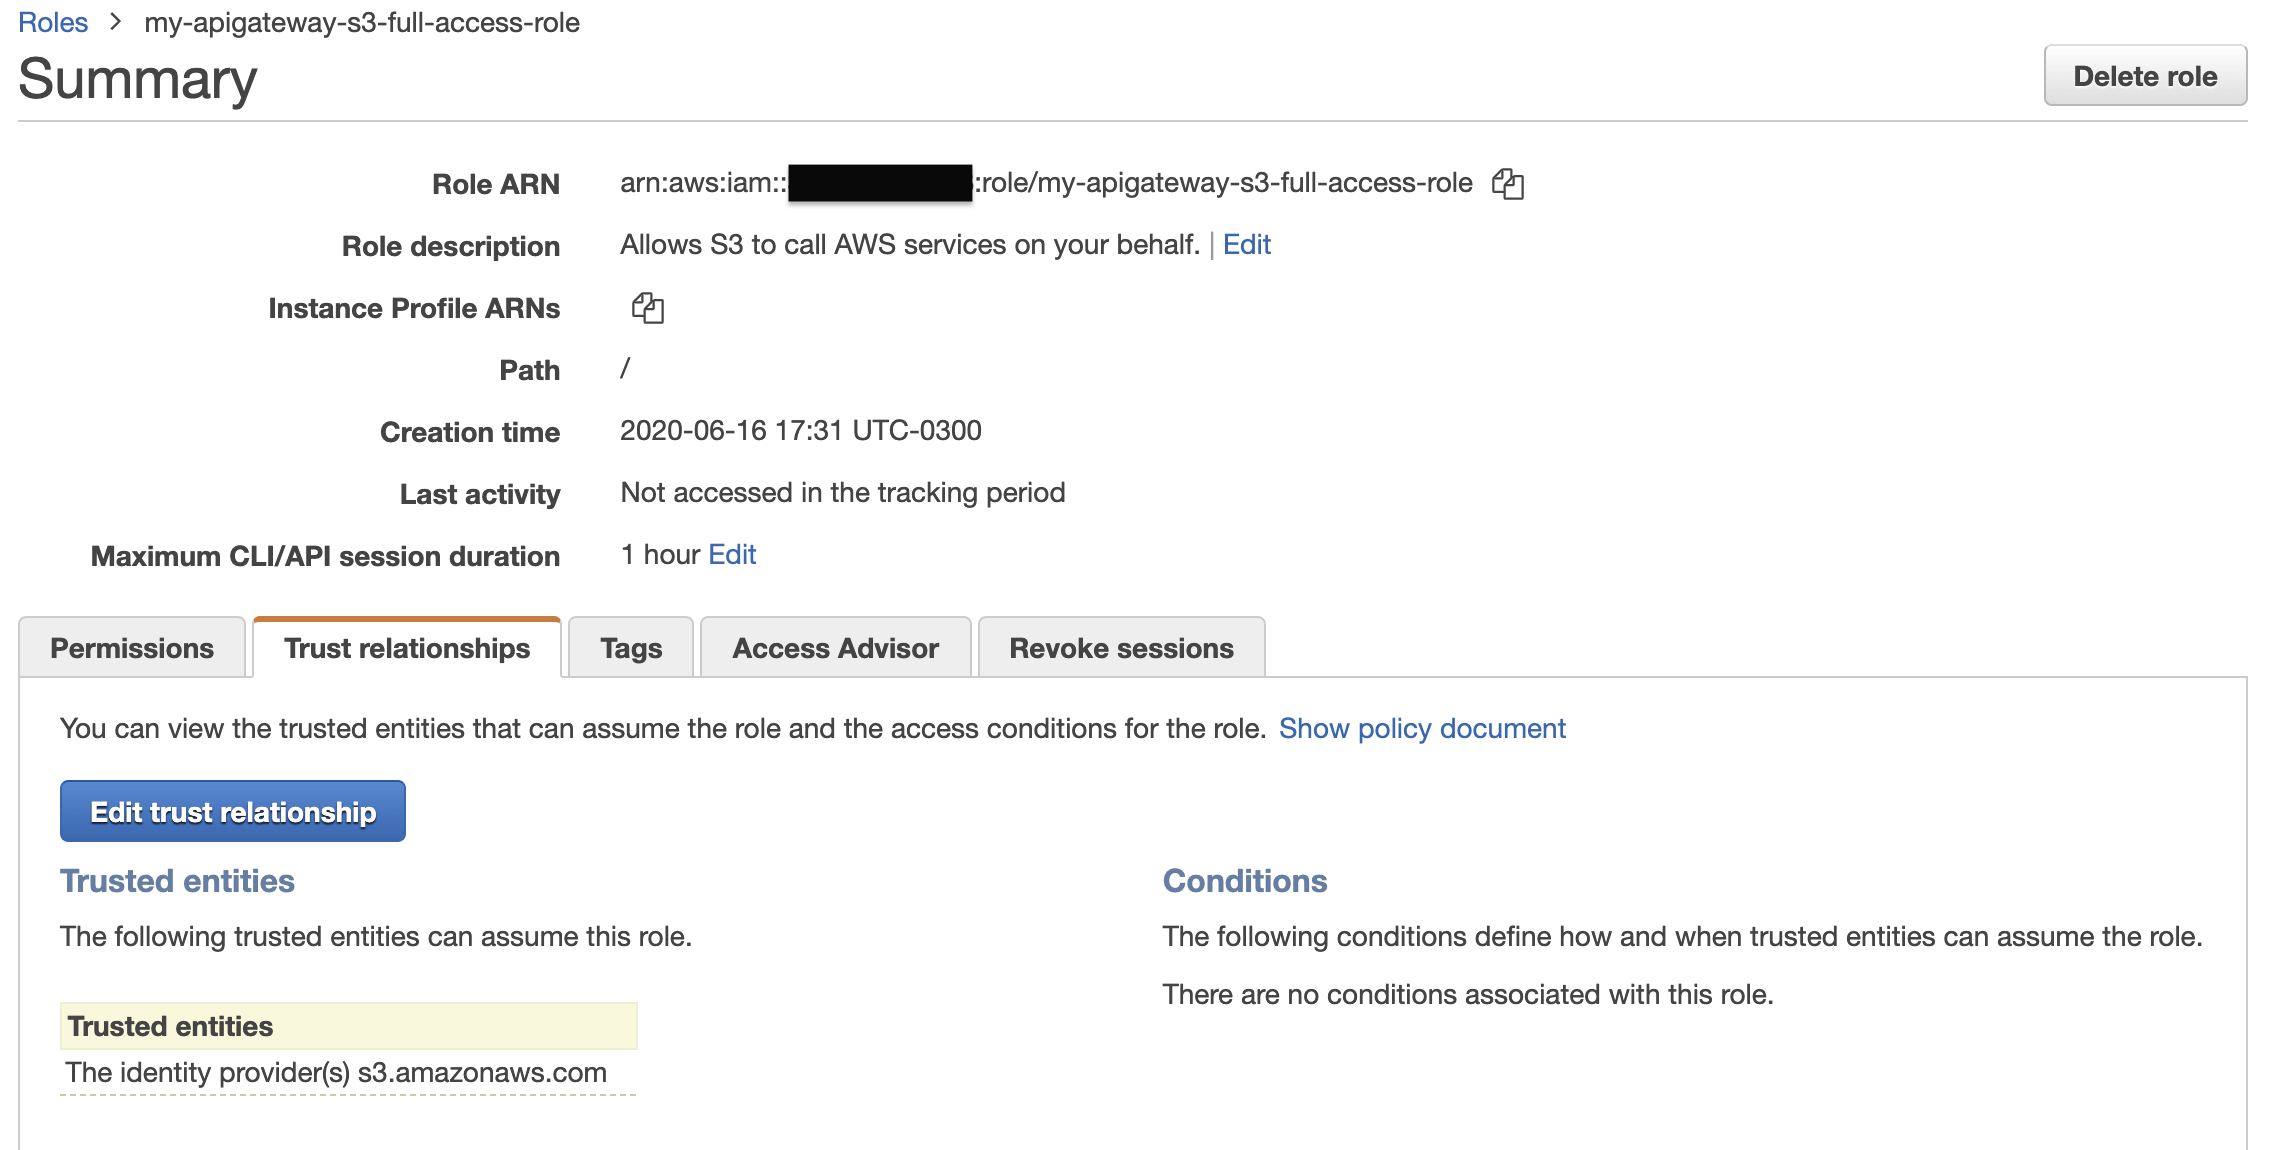 Roles > my-apigateway-s3-full-access-role
Summary
Delete role
Role ARN arn:aws:iam:: :role/my-apigateway-s3-full-access-role
Role description Allows S3 to call AWS services on your behalf. | Edit
Instance Profile ARNs
Path /
Creation time 2020-06-16 17:31 UTC-0300
Last activity Not accessed in the tracking period
Maximum CLI/API session duration 1 hour Edit
Permissions Trust relationships Tags Access Advisor Revoke sessions
You can view the trusted entities that can assume the role and the access conditions for the role. Show policy document
Edit trust relationship
Trusted entities
The following trusted entities can assume this role.
Trusted entities
The identity provider(s) s3.amazonaws.com
Conditions
The following conditions define how and when trusted entities can assume the role.
There are no conditions associated with this role.